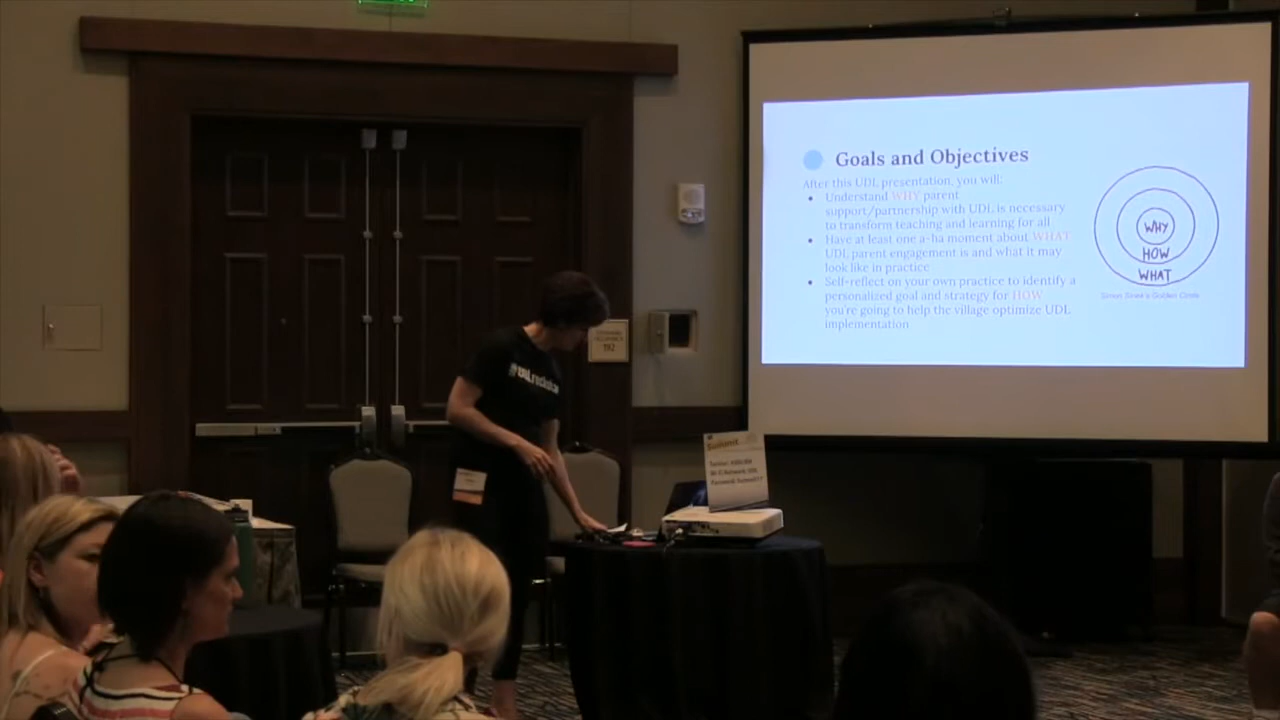 Goals and Objectives
After this UDL presentation, you will:
Understand WHY parent
support/partnership with UDL is necessary
to transform teaching and learning for all
Have at least one a-ha moment about WHAT
UDL parent engagement is and what it may
look like in practice
Self-reflect on your own practice to identify a
personalized goal and strategy for HOW
you're going to help the village optimize UDL
implementation
WHY
HOW
WHAT
Simon Sinek's Golden Circle
192
Summit